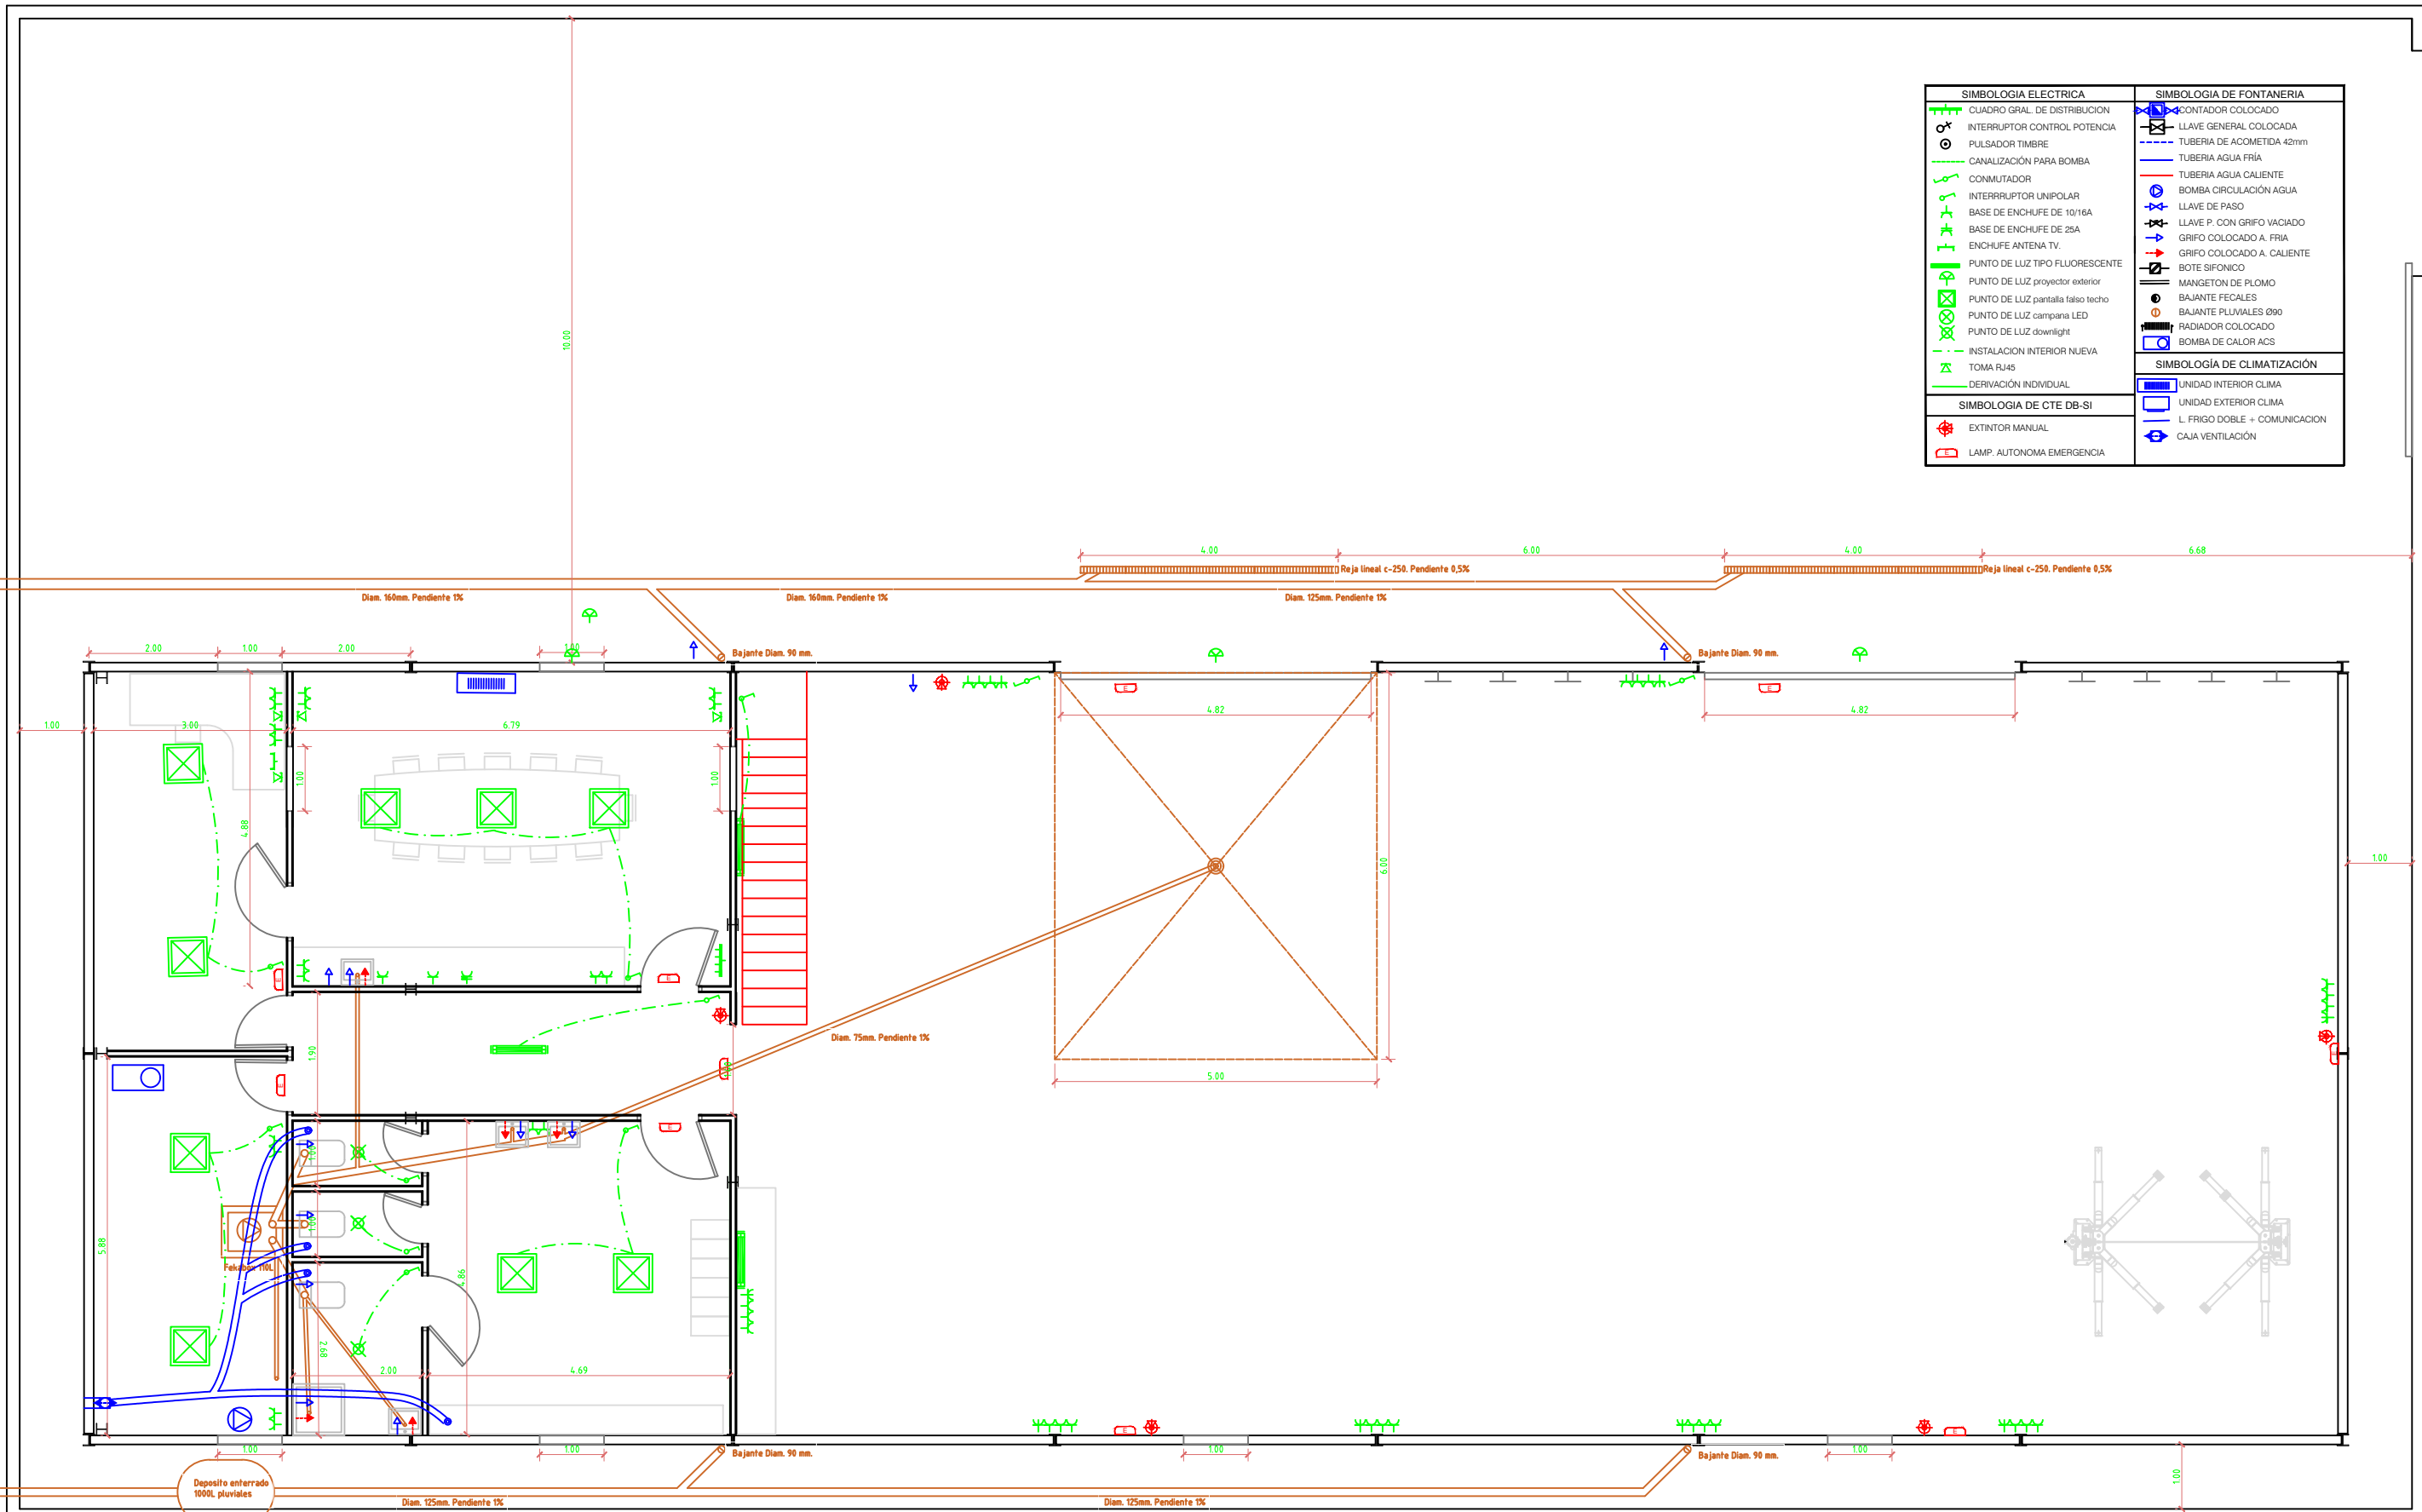 SIMBOLOGIA ELECTRICA
CUADRO GRAL. DE DISTRIBUCION
INTERRUPTOR CONTROL POTENCIA
PULSADOR TIMBRE
CANALIZACIÓN PARA BOMBA
CONMUTADOR
INTERRRUPTOR UNIPOLAR
BASE DE ENCHUFE DE 10/16A
BASE DE ENCHUFE DE 25A
ENCHUFE ANTENA TV.
PUNTO DE LUZ TIPO FLUORESCENTE
PUNTO DE LUZ proyector exterior
PUNTO DE LUZ pantalla falso techo
PUNTO DE LUZ campana LED
PUNTO DE LUZ downlight
INSTALACION INTERIOR NUEVA
TOMA RJ45
DERIVACIÓN INDIVIDUAL
SIMBOLOGIA DE CTE DB-SI
EXTINTOR MANUAL
E
LAMP. AUTONOMA EMERGENCIA
SIMBOLOGIA DE FONTANERIA
CONTADOR COLOCADO
LLAVE GENERAL COLOCADA
TUBERIA DE ACOMETIDA 42mm
TUBERIA AGUA FRÍA
TUBERIA AGUA CALIENTE
BOMBA CIRCULACIÓN AGUA
LLAVE DE PASO
LLAVE P. CON GRIFO VACIADO
GRIFO COLOCADO A. FRIA
GRIFO COLOCADO A. CALIENTE
BOTE SIFONICO
MANGETON DE PLOMO
BAJANTE FECALES
BAJANTE PLUVIALES Ø90
RADIADOR COLOCADO
BOMBA DE CALOR ACS
SIMBOLOGÍA DE CLIMATIZACIÓN
UNIDAD INTERIOR CLIMA
UNIDAD EXTERIOR CLIMA
L. FRIGO DOBLE + COMUNICACION
CAJA VENTILACIÓN
10.00
4.00
6.00
4.00
6.68
Reja lineal c-250. Pendiente 0,5%
Reja lineal c-250. Pendiente 0,5%
Diam. 160mm. Pendiente 1%
Diam. 160mm. Pendiente 1%
Diam. 125mm. Pendiente 1%
2.00
1.00
2.00
1.00
Bajante Diam. 90 mm.
Bajante Diam. 90 mm.
E
E
4.82
4.82
1.00
3.00
6.79
1.00
1.00
4.88
6.00
1.00
E
E
1.90
Diam. 75mm. Pendiente 1%
E
E
5.00
E
E
1.00
1.00
5.88
Fekabox 110L
4.86
2.68
2.00
4.69
E
E
1.00
1.00
1.00
1.00
Bajante Diam. 90 mm.
Bajante Diam. 90 mm.
1.00
Deposito enterrado
1000L pluviales
Diam. 125mm. Pendiente 1%
Diam. 125mm. Pendiente 1%